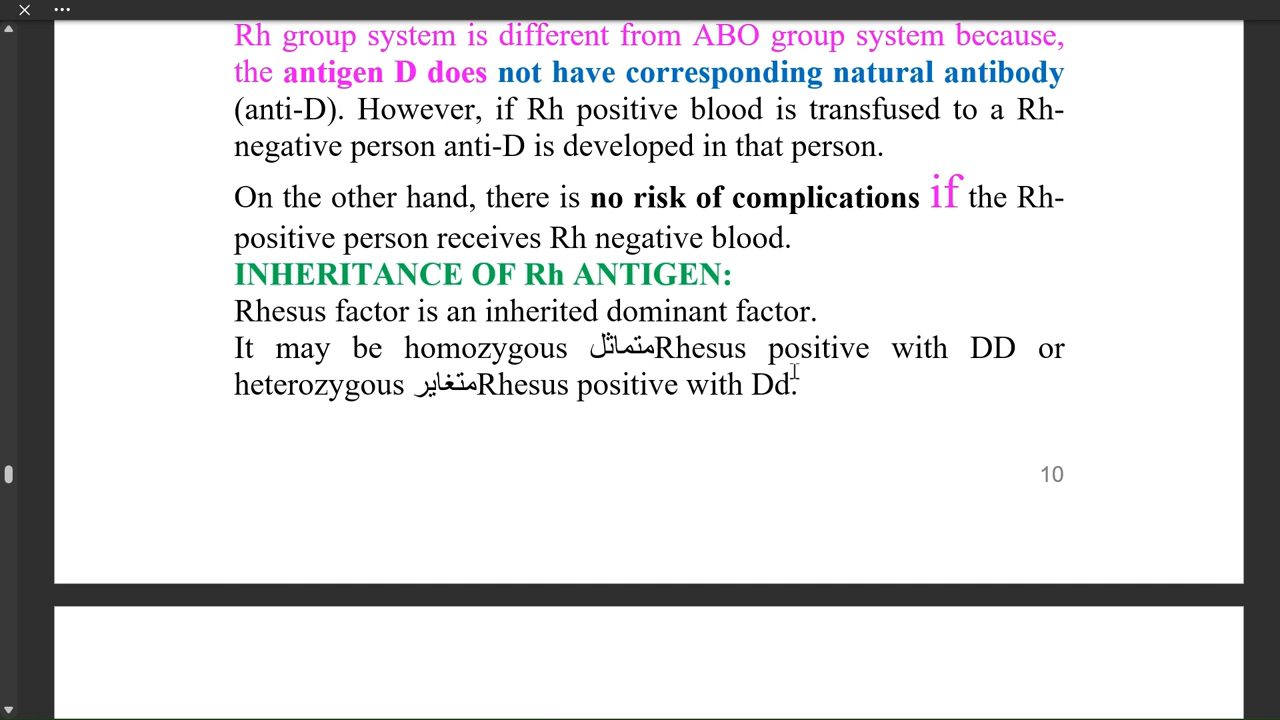 Rh group system is different from ABO group system because,
the antigen D does not have corresponding natural antibody
(anti-D). However, if Rh positive blood is transfused to a Rh-
negative person anti-D is developed in that person.
On the other hand, there is no risk of complications if the Rh-
positive person receives Rh negative blood.
INHERITANCE OF Rh ANTIGEN:
Rhesus factor is an inherited dominant factor.
It may be homozygous متماثل Rhesus positive with DD or
heterozygous متغاير Rhesus positive with Dd.
10